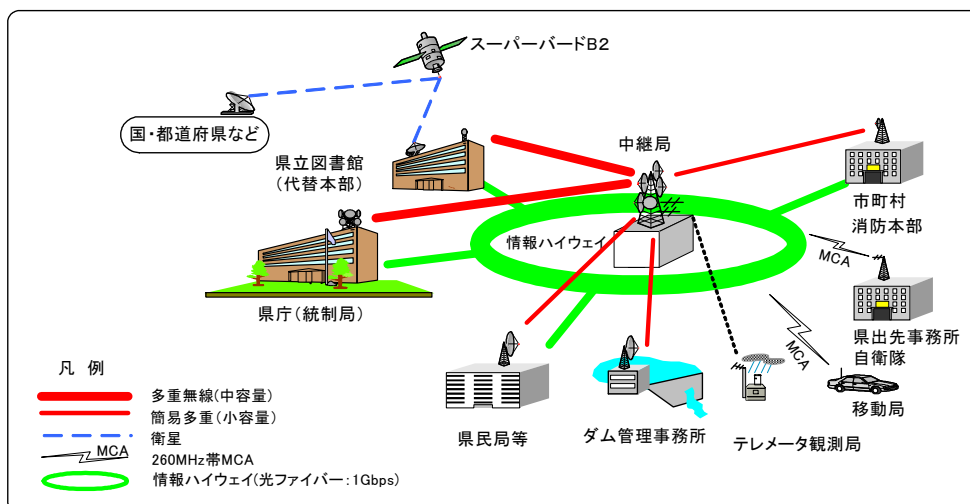 スーパーバードB2
国・都道府県など
県立図書館
(代替本部)
中継局
市町村
消防本部
情報ハイウェイ
MCA
県庁(統制局)
県出先事務所
自衛隊
MCA
移動局
県民局等
ダム管理事務所
テレメータ観測局
凡 例
多重無線(中容量)
簡易多重(小容量)
衛星
MCA
260MHz帯MCA
情報ハイウェイ(光ファイバー:1Gbps)